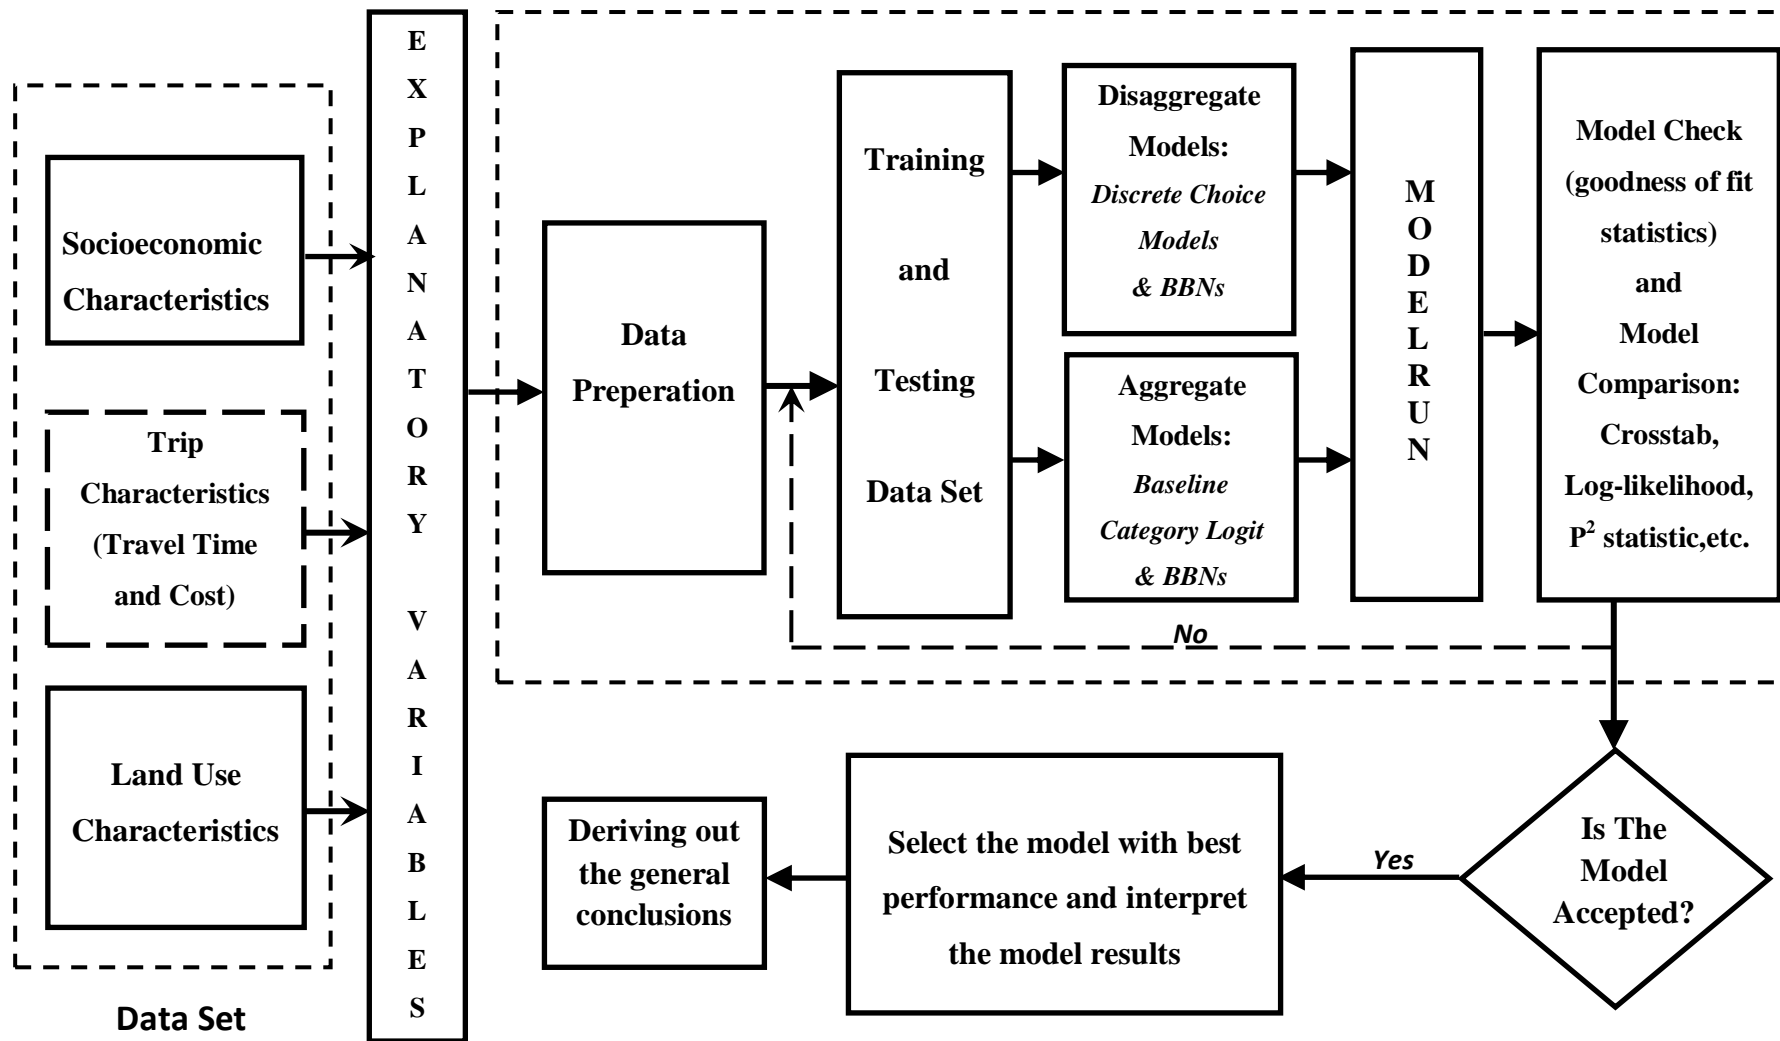 Socioeconomic
Characteristics
Trip
Characteristics
(Travel Time
and Cost)
Land Use
Characteristics
Data Set
E
X
P
L
A
N
A
T
O
R
Y
V
A
R
I
A
B
L
E
S
Data
Preperation
Training
and
Testing
Data Set
Disaggregate
Models:
Discrete Choice
Models
& BBNs
Aggregate
Models:
Baseline
Category Logit
& BBNs
M
O
D
E
L
R
U
N
Model Check
(goodness of fit
statistics)
and
Model
Comparison:
Crosstab,
Log-likelihood,
P² statistic,etc.
No
Is The
Model
Accepted?
Yes
Select the model with best
performance and interpret
the model results
Deriving out
the general
conclusions